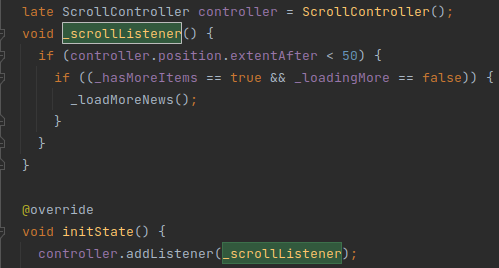 late ScrollController controller = ScrollController();
void _scrollListener() {
if (controller.position.extentAfter < 50) {
if ((_hasMoreItems == true && _loadingMore == false)) {
_loadMoreNews();
}
}
}
@override
void initState() {
controller.addListener(_scrollListener);